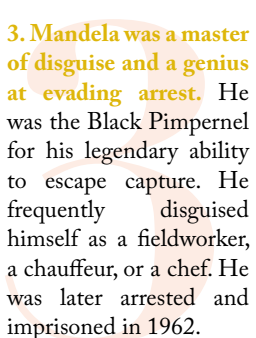 3. Mandela was a master
of disguise and a genius
at evading arrest. He
was the Black Pimpernel
for his legendary ability
to escape capture. He
frequently disguised
himself as a fieldworker,
a chauffeur, or a chef. He
was later arrested and
imprisoned in 1962.